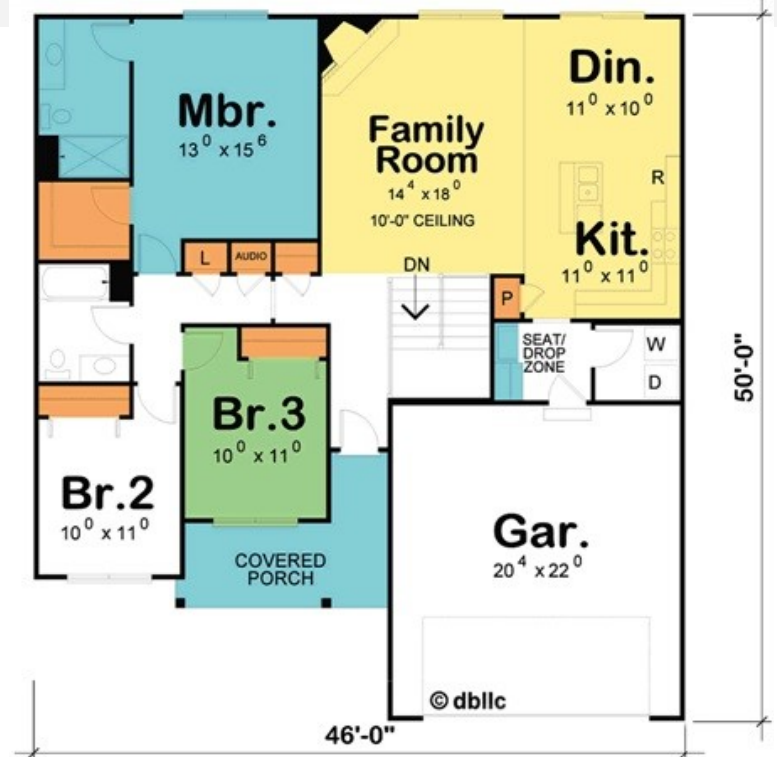 Mbr.
13⁰ x 15⁶
Family
Room
14⁴ x 18⁰
10'-0" CEILING
Din.
11⁰ x 10⁰
R
Kit.
11⁰ x 11⁰
L
AUDIO
DN
P
SEAT/
DROP
ZONE
W
D
50'-0"
Br.3
10⁰ x 11⁰
Br.2
10⁰ x 11⁰
COVERED
PORCH
Gar.
20⁴ x 22⁰
© dbllc
46'-0"